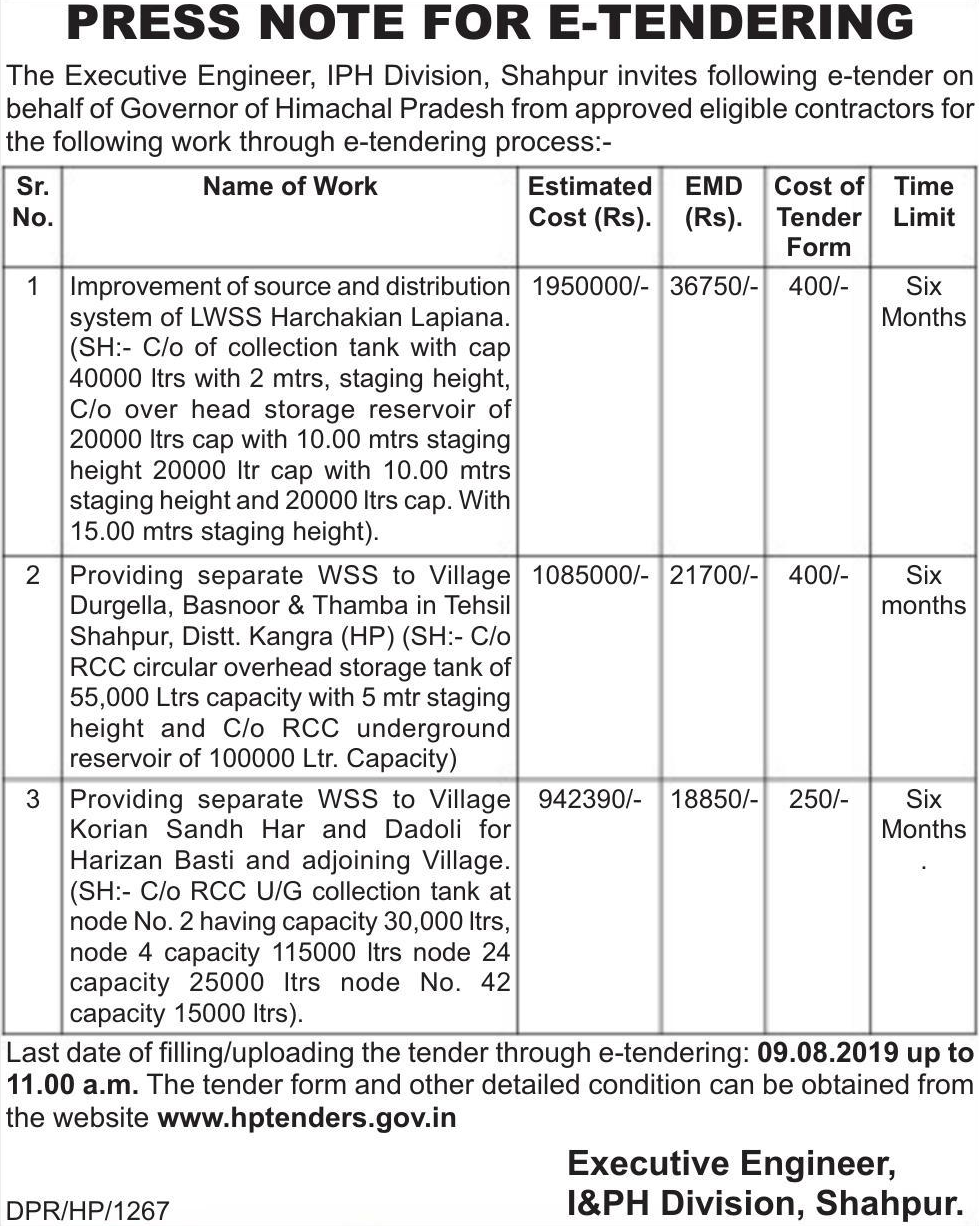 PRESS NOTE FOR E-TENDERING
The Executive Engineer, IPH Division, Shahpur invites following e-tender on
behalf of Governor of Himachal Pradesh from approved eligible contractors for
the following work through e-tendering process:-
Sr. No. | Name of Work | Estimated Cost (Rs). | EMD (Rs). | Cost of Tender Form | Time Limit
1 Improvement of source and distribution 1950000/- 36750/- 400/- Six
system of LWSS Harchakian Lapiana. Months
(SH:- C/o of collection tank with cap
40000 ltrs with 2 mtrs, staging height,
C/o over head storage reservoir of
20000 ltrs cap with 10.00 mtrs staging
height 20000 ltr cap with 10.00 mtrs
staging height and 20000 ltrs cap. With
15.00 mtrs staging height).
2 Providing separate WSS to Village 1085000/- 21700/- 400/- Six
Durgella, Basnoor & Thamba in Tehsil months
Shahpur, Distt. Kangra (HP) (SH:- C/o
RCC circular overhead storage tank of
55,000 Ltrs capacity with 5 mtr staging
height and C/o RCC underground
reservoir of 100000 Ltr. Capacity)
3 Providing separate WSS to Village 942390/- 18850/- 250/- Six
Korian Sandh Har and Dadoli for Months
Harizan Basti and adjoining Village. .
(SH:- C/o RCC U/G collection tank at
node No. 2 having capacity 30,000 ltrs,
node 4 capacity 115000 ltrs node 24
capacity 25000 ltrs node No. 42
capacity 15000 ltrs).
Last date of filling/uploading the tender through e-tendering: 09.08.2019 up to
11.00 a.m. The tender form and other detailed condition can be obtained from
the website www.hptenders.gov.in
Executive Engineer,
I&PH Division, Shahpur.
DPR/HP/1267